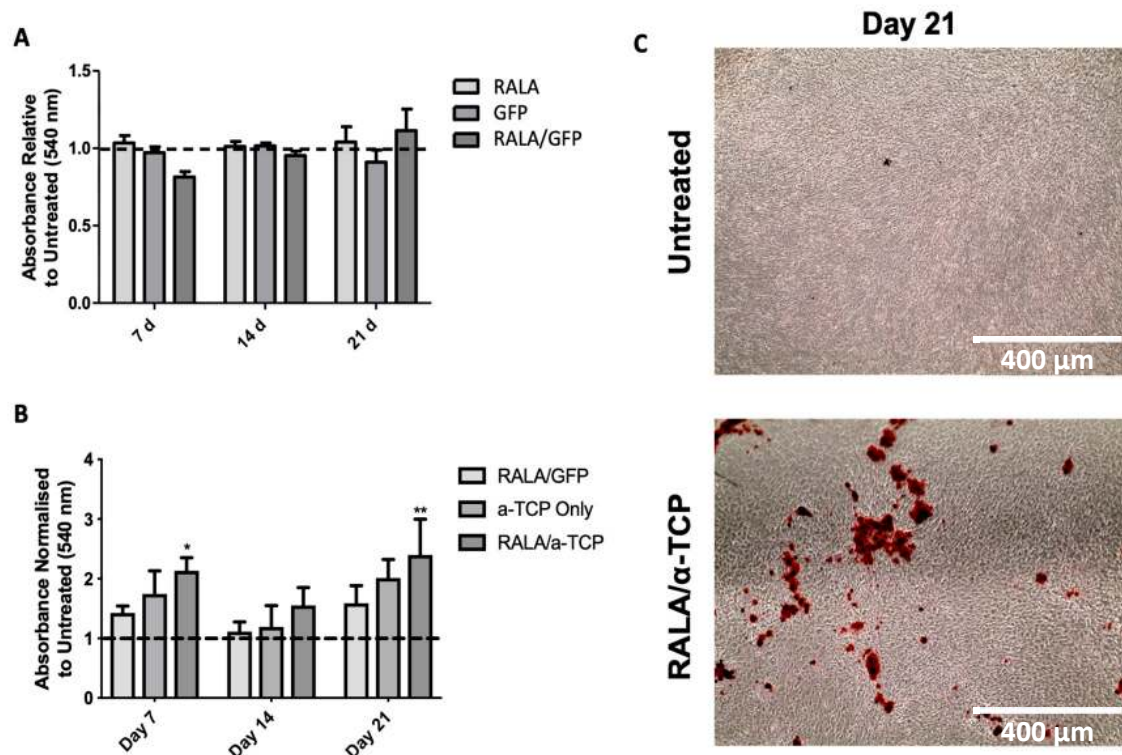 A
Absorbance Relative
to Untreated (540 nm)
1.5
1.0
0.5
0.0
7 d
14 d
21 d
RALA
GFP
RALA/GFP
B
Absorbance Normalised
to Untreated (540 nm)
4
3
2
1
0
*
**
Day 7
Day 14
Day 21
RALA/GFP
a-TCP Only
RALA/a-TCP
C
Day 21
Untreated
400 µm
RALA/α-TCP
400 µm